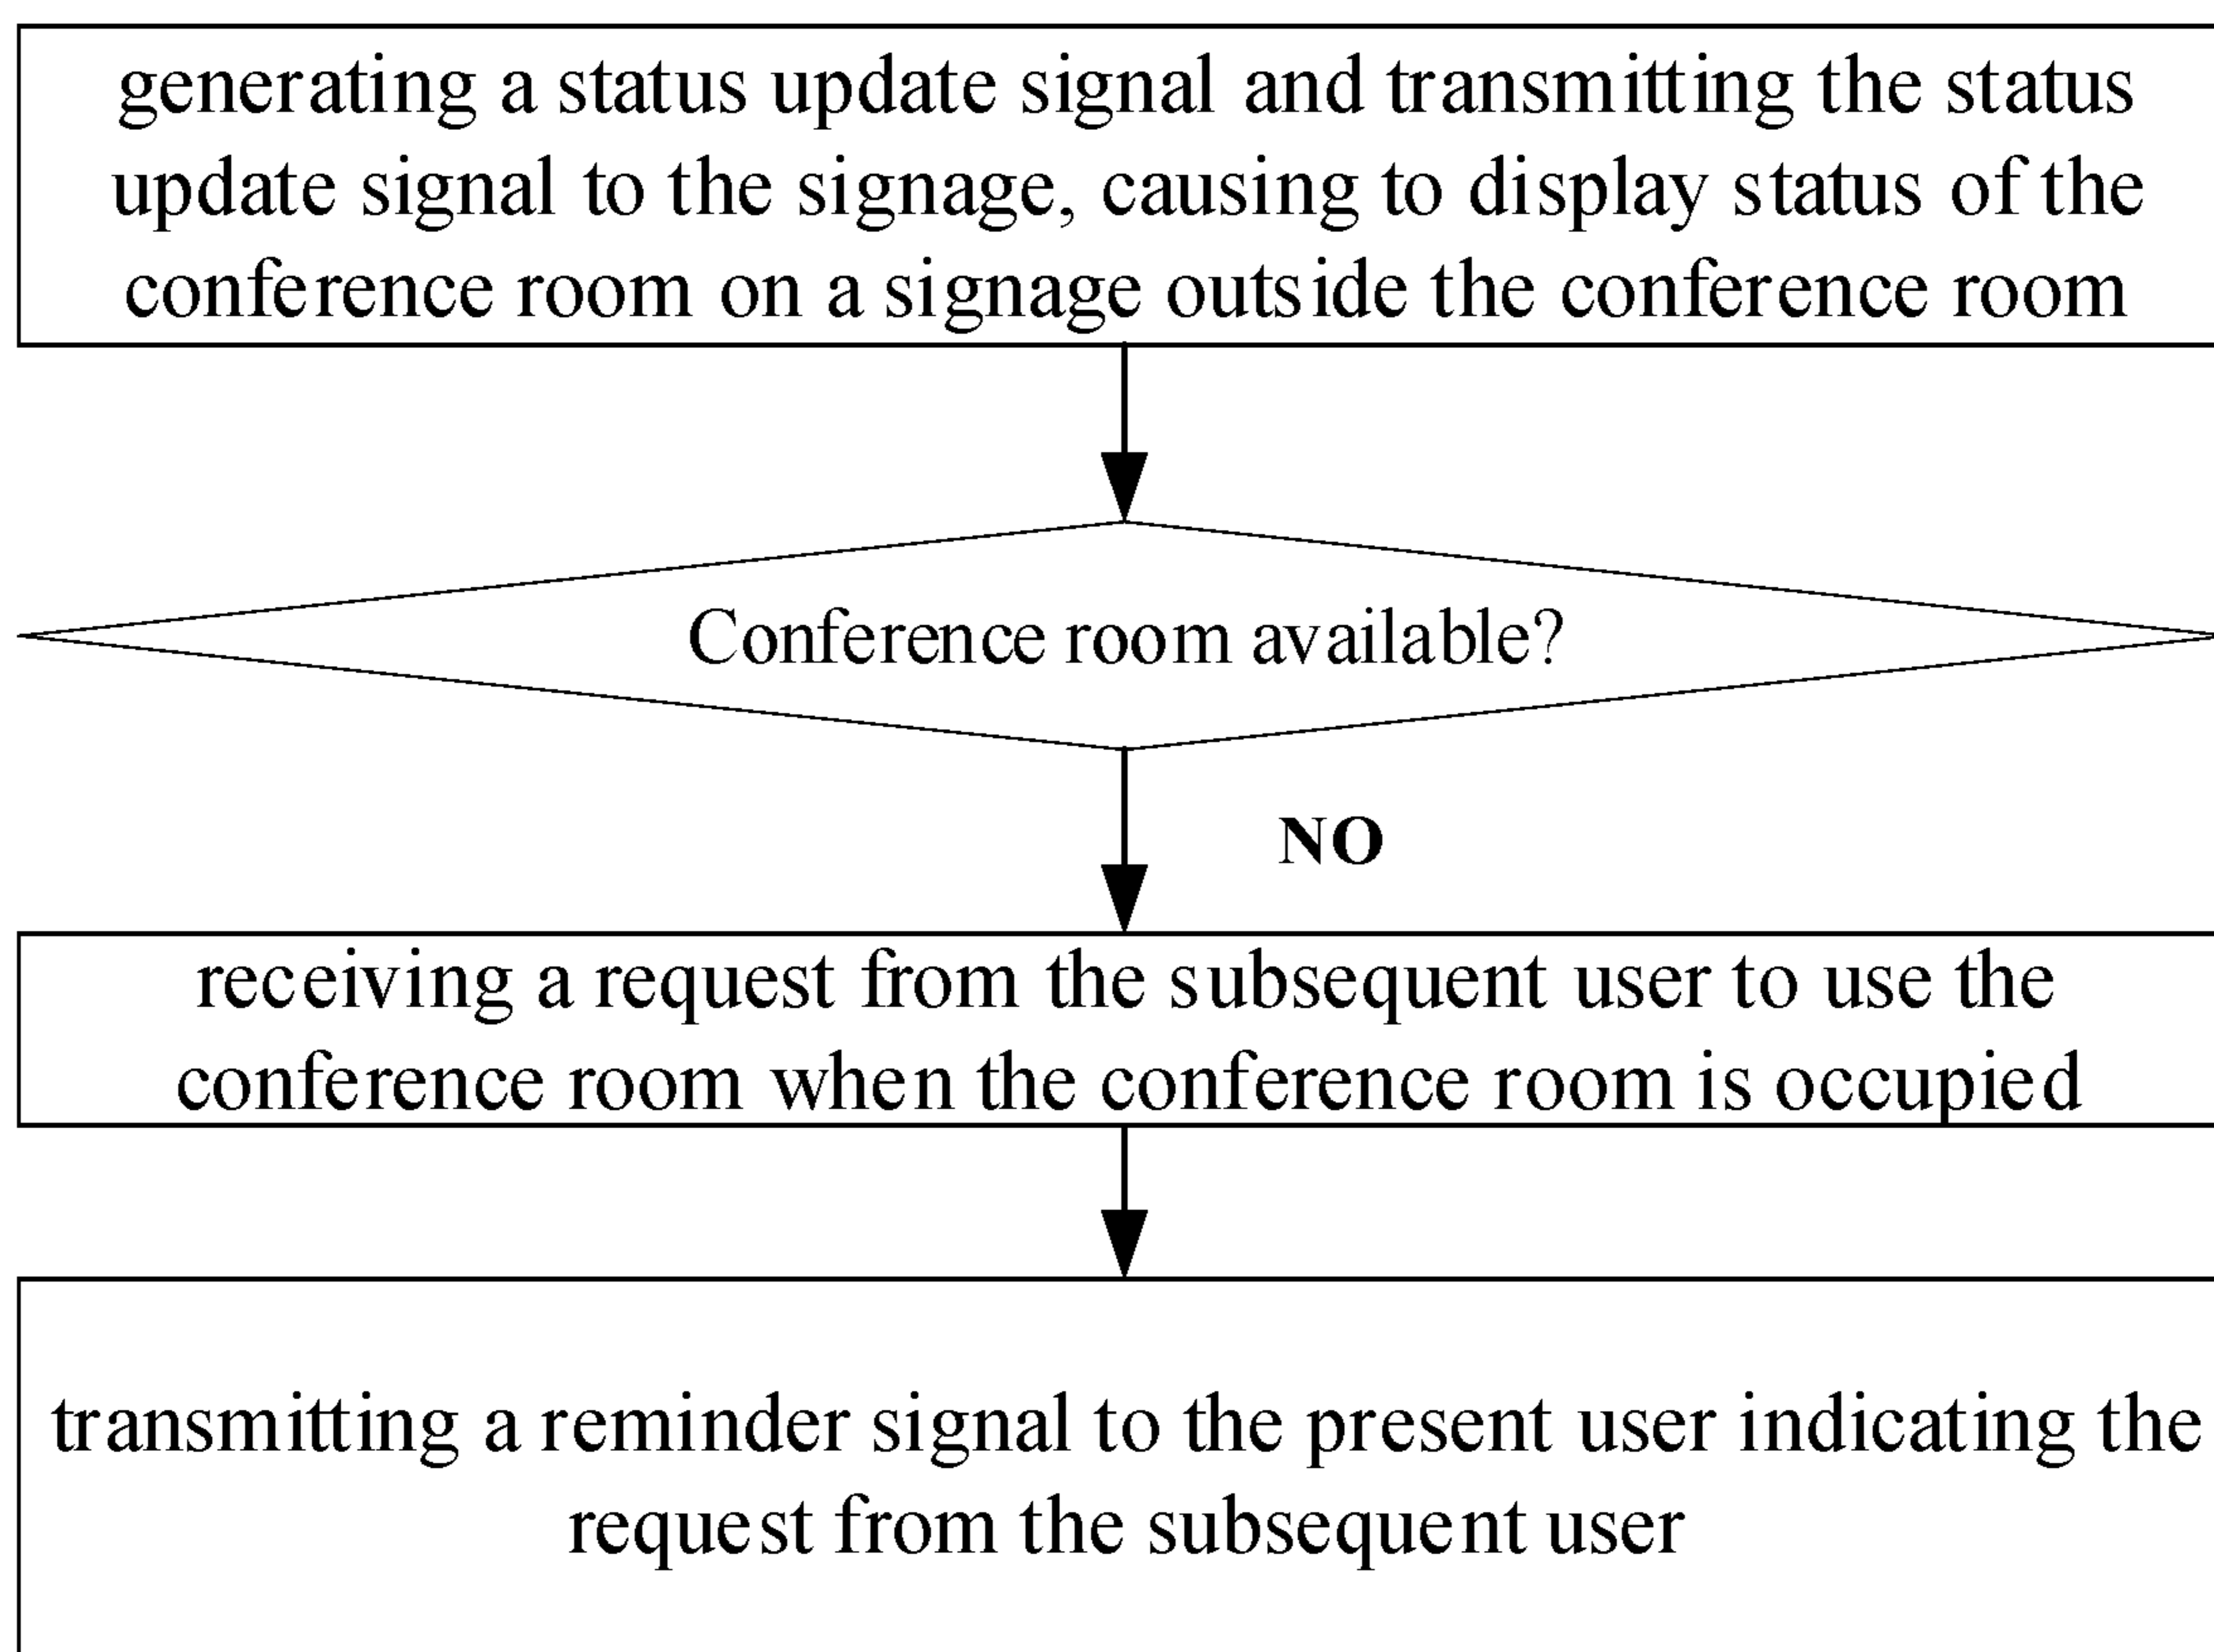 generating a status update signal and transmitting the status
update signal to the signage, causing to display status of the
conference room on a signage outside the conference room
Conference room available?
NO
receiving a request from the subsequent user to use the
conference room when the conference room is occupied
transmitting a reminder signal to the present user indicating the
request from the subsequent user